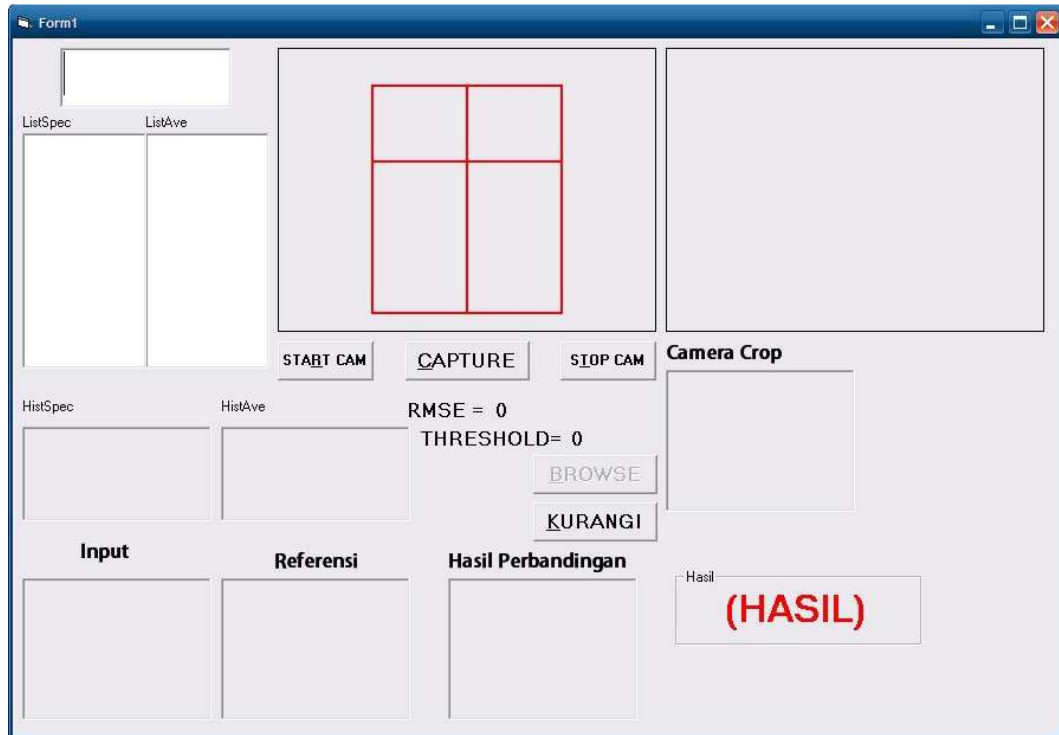 Form1
ListSpec
ListAve
START CAM
CAPTURE
STOP CAM
Camera Crop
HistSpec
HistAve
RMSE = 0
THRESHOLD= 0
BROWSE
KURANGI
Input
Referensi
Hasil Perbandingan
Hasil
(HASIL)